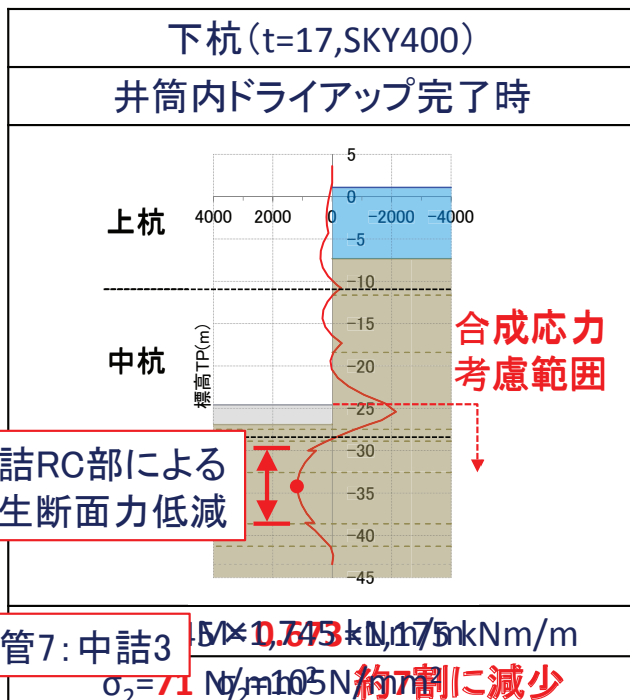 下杭(t=17,SKY400)
井筒内ドライアップ完了時
5
4000 2000 0 0 -2000 -4000
上杭
-5
-10
-15
合成応力
考慮範囲
中杭
標高TP(m)
-20
-25
詰RC部による
生断面力低減
-30
-35
-40
-45
管7:中詰3
kNm/m
約7割に減少